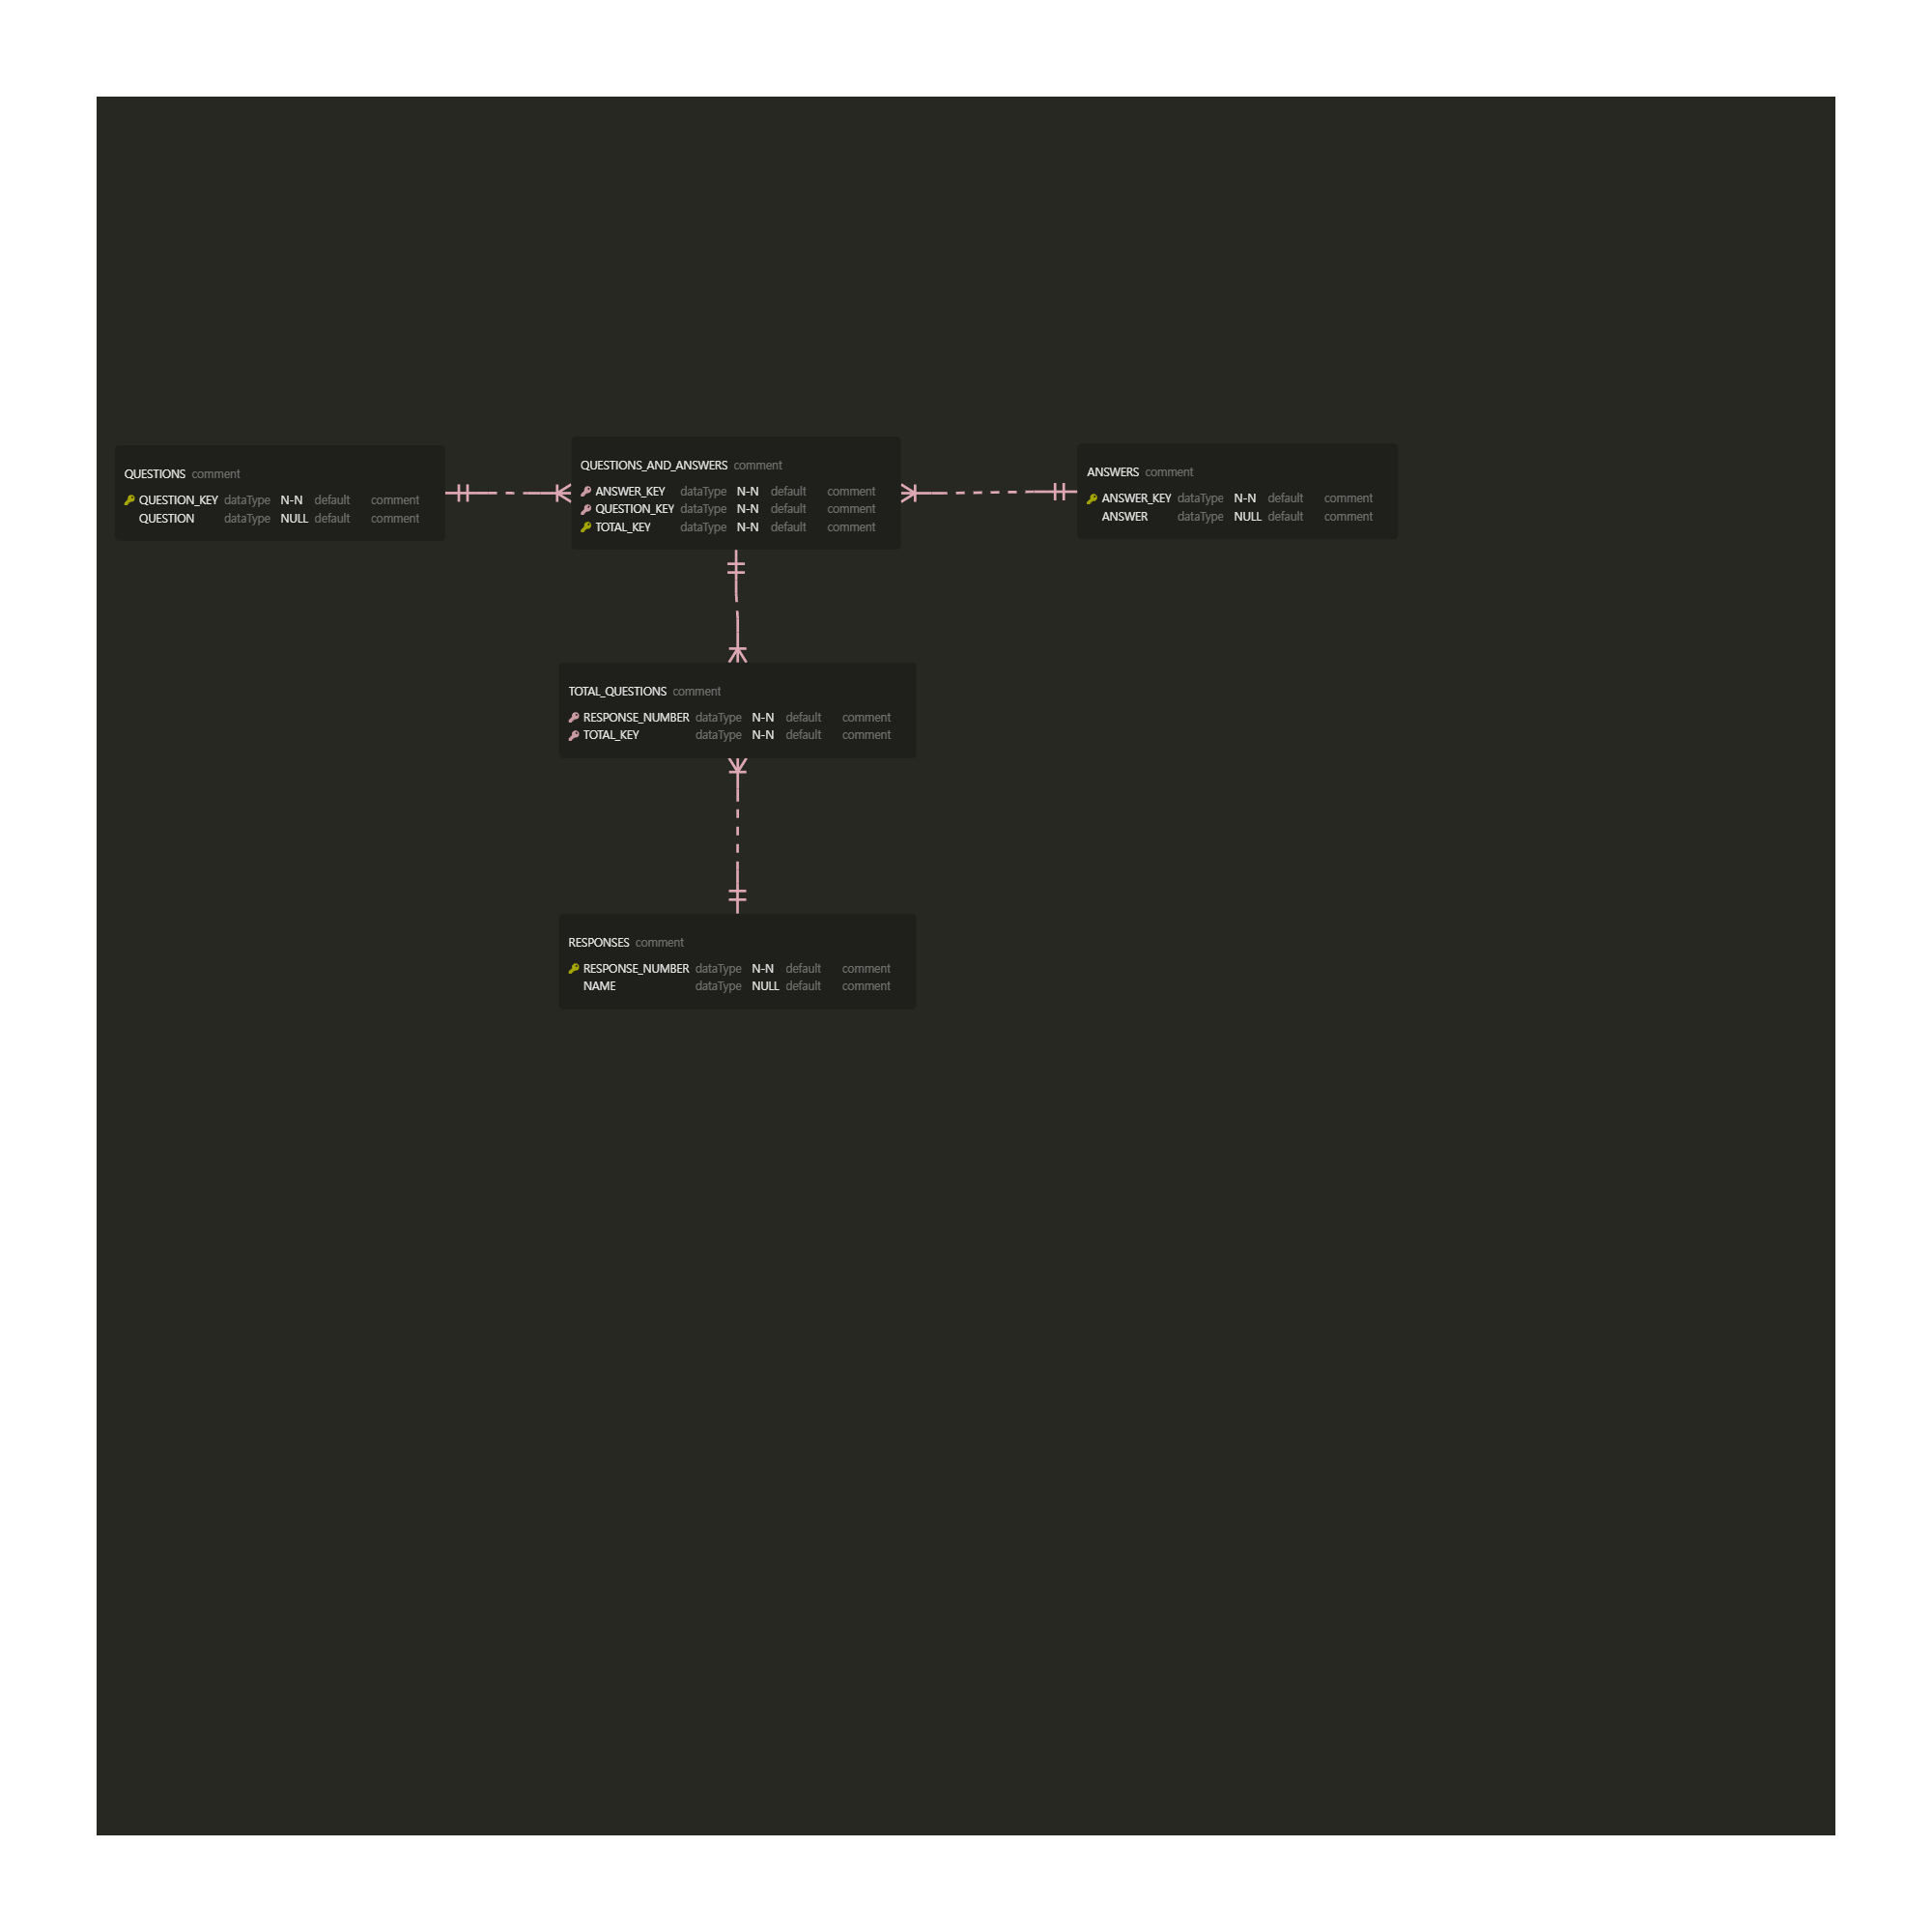 QUESTIONS comment
QUESTION_KEY dataType N-N default comment
QUESTION dataType NULL default comment
QUESTIONS_AND_ANSWERS comment
ANSWER_KEY dataType N-N default comment
QUESTION_KEY dataType N-N default comment
TOTAL_KEY dataType N-N default comment
ANSWERS comment
ANSWER_KEY dataType N-N default comment
ANSWER dataType NULL default comment
TOTAL_QUESTIONS comment
RESPONSE_NUMBER dataType N-N default comment
TOTAL_KEY dataType N-N default comment
RESPONSES comment
RESPONSE_NUMBER dataType N-N default comment
NAME dataType NULL default comment